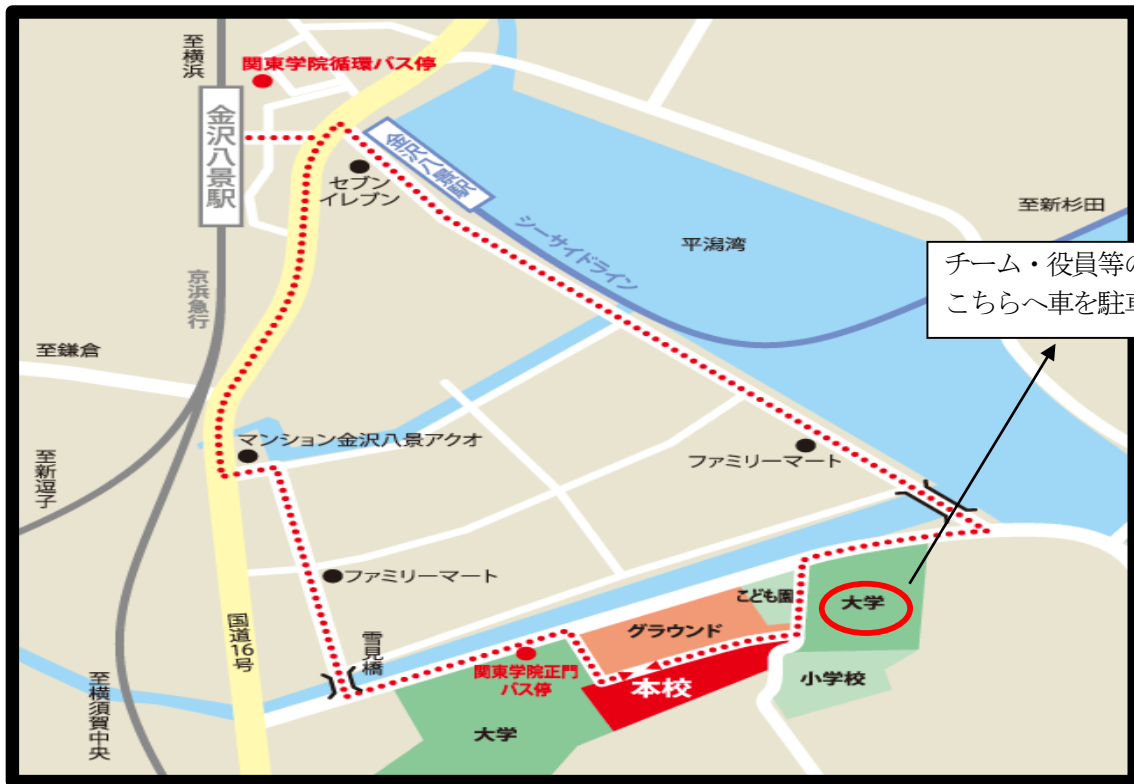 至横浜
関東学院循環バス停
金沢八景駅
金沢八景駅
セブン
イレブン
シーサイドライン
平潟湾
至新杉田
チーム・役員等の
こちらへ車を駐車
京浜急行
至鎌倉
マンション金沢八景アクオ
ファミリーマート
至新逗子
ファミリーマート
こども園
大学
国道16号
雪見橋
グラウンド
関東学院正門
バス停
本校
小学校
至横須賀中央
大学